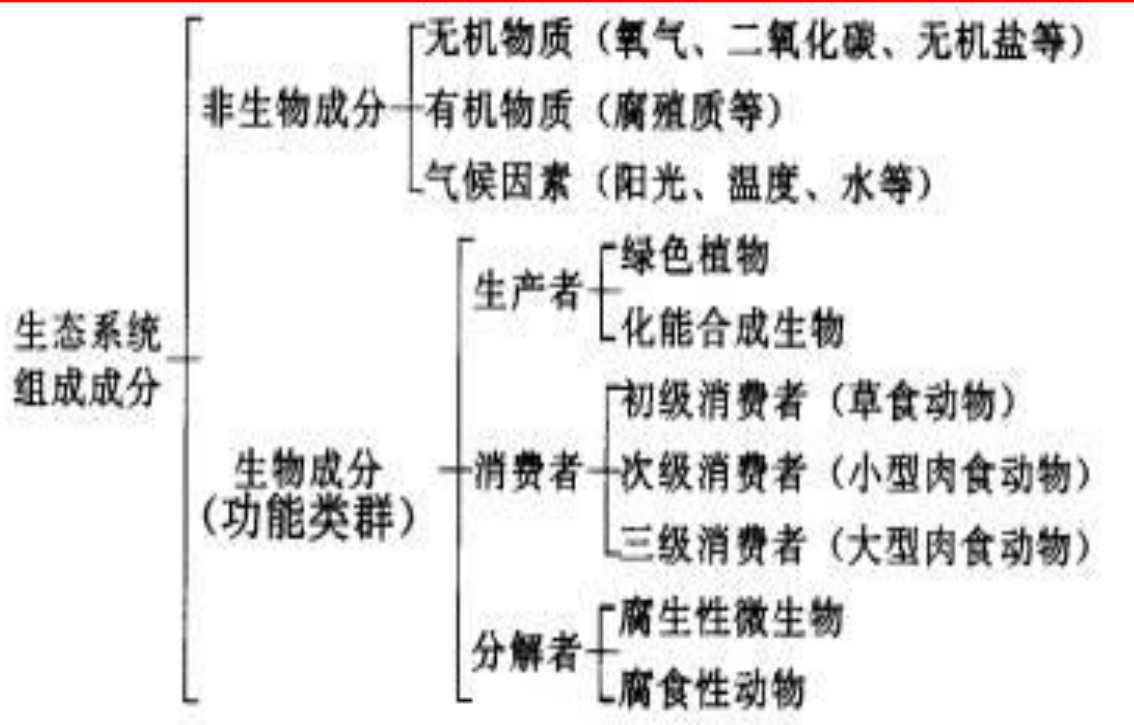 无机物质（氧气、二氧化碳、无机盐等）
非生物成分
有机物质（腐殖质等）
气候因素（阳光、温度、水等）
绿色植物
生产者
化能合成生物
生态系统
组成成分
初级消费者（草食动物）
生物成分
（功能类群）
消费者
次级消费者（小型肉食动物）
三级消费者（大型肉食动物）
腐生性微生物
分解者
腐食性动物